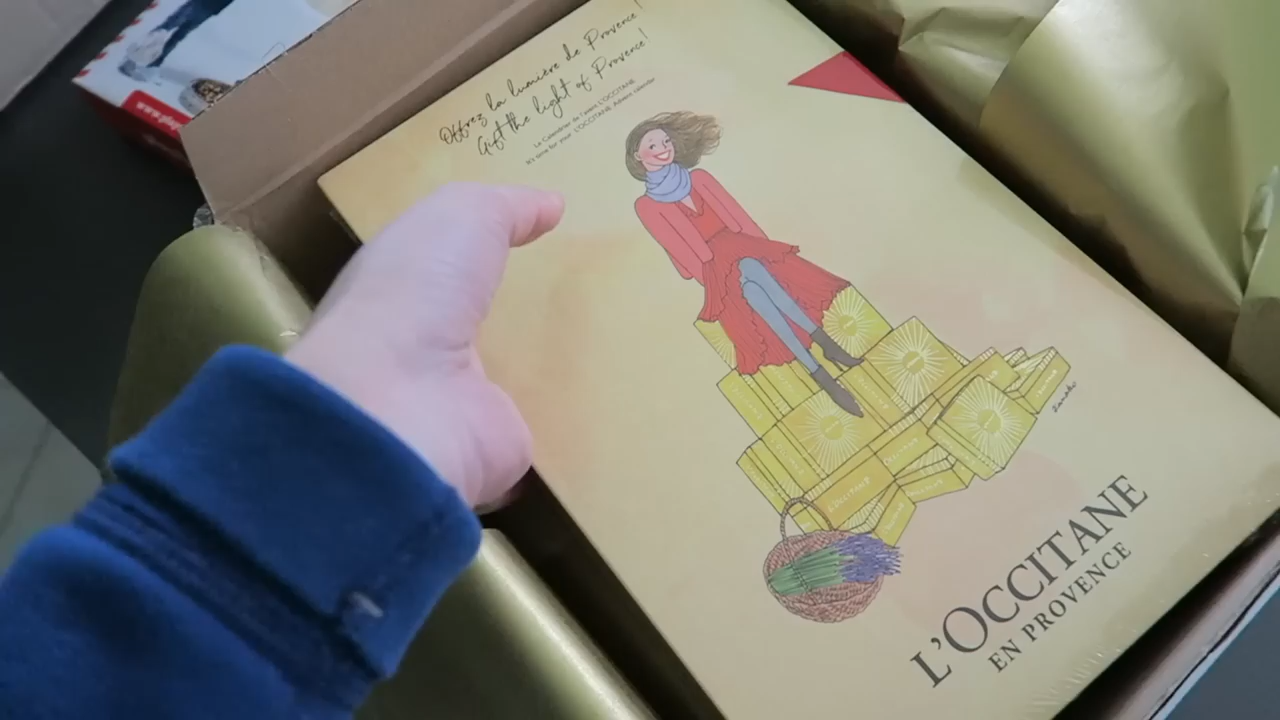 Offrez la lumière de Provence !
Gift the light of Provence!
Le Calendrier de l'avent L'OCCITANE
It's time for your L'OCCITANE Advent calendar
L'OCCITANE
L'OCCITANE
EN PROVENCE